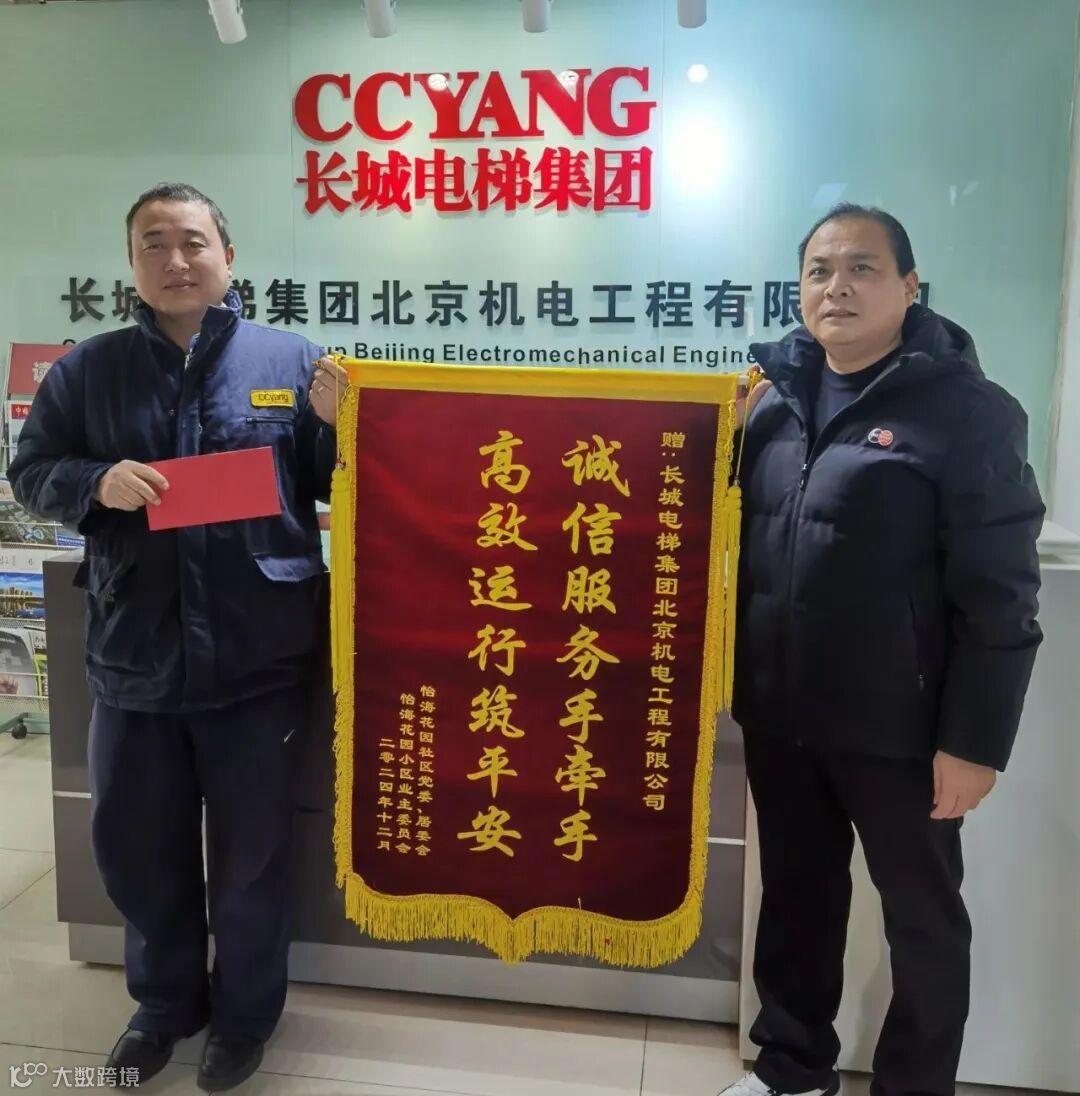 CCYANG
长城电梯集团
长城 梯集团北京机电工程有限
Beijing Electromechanical Engine
CCYang
赠:长城电梯集团北京机电工程有限公司
诚信服务手牵手
高效运行筑平安
怡海花园社区党委、居委会
怡海花园小区业主委员会
二零二四年十二月
大数跨境